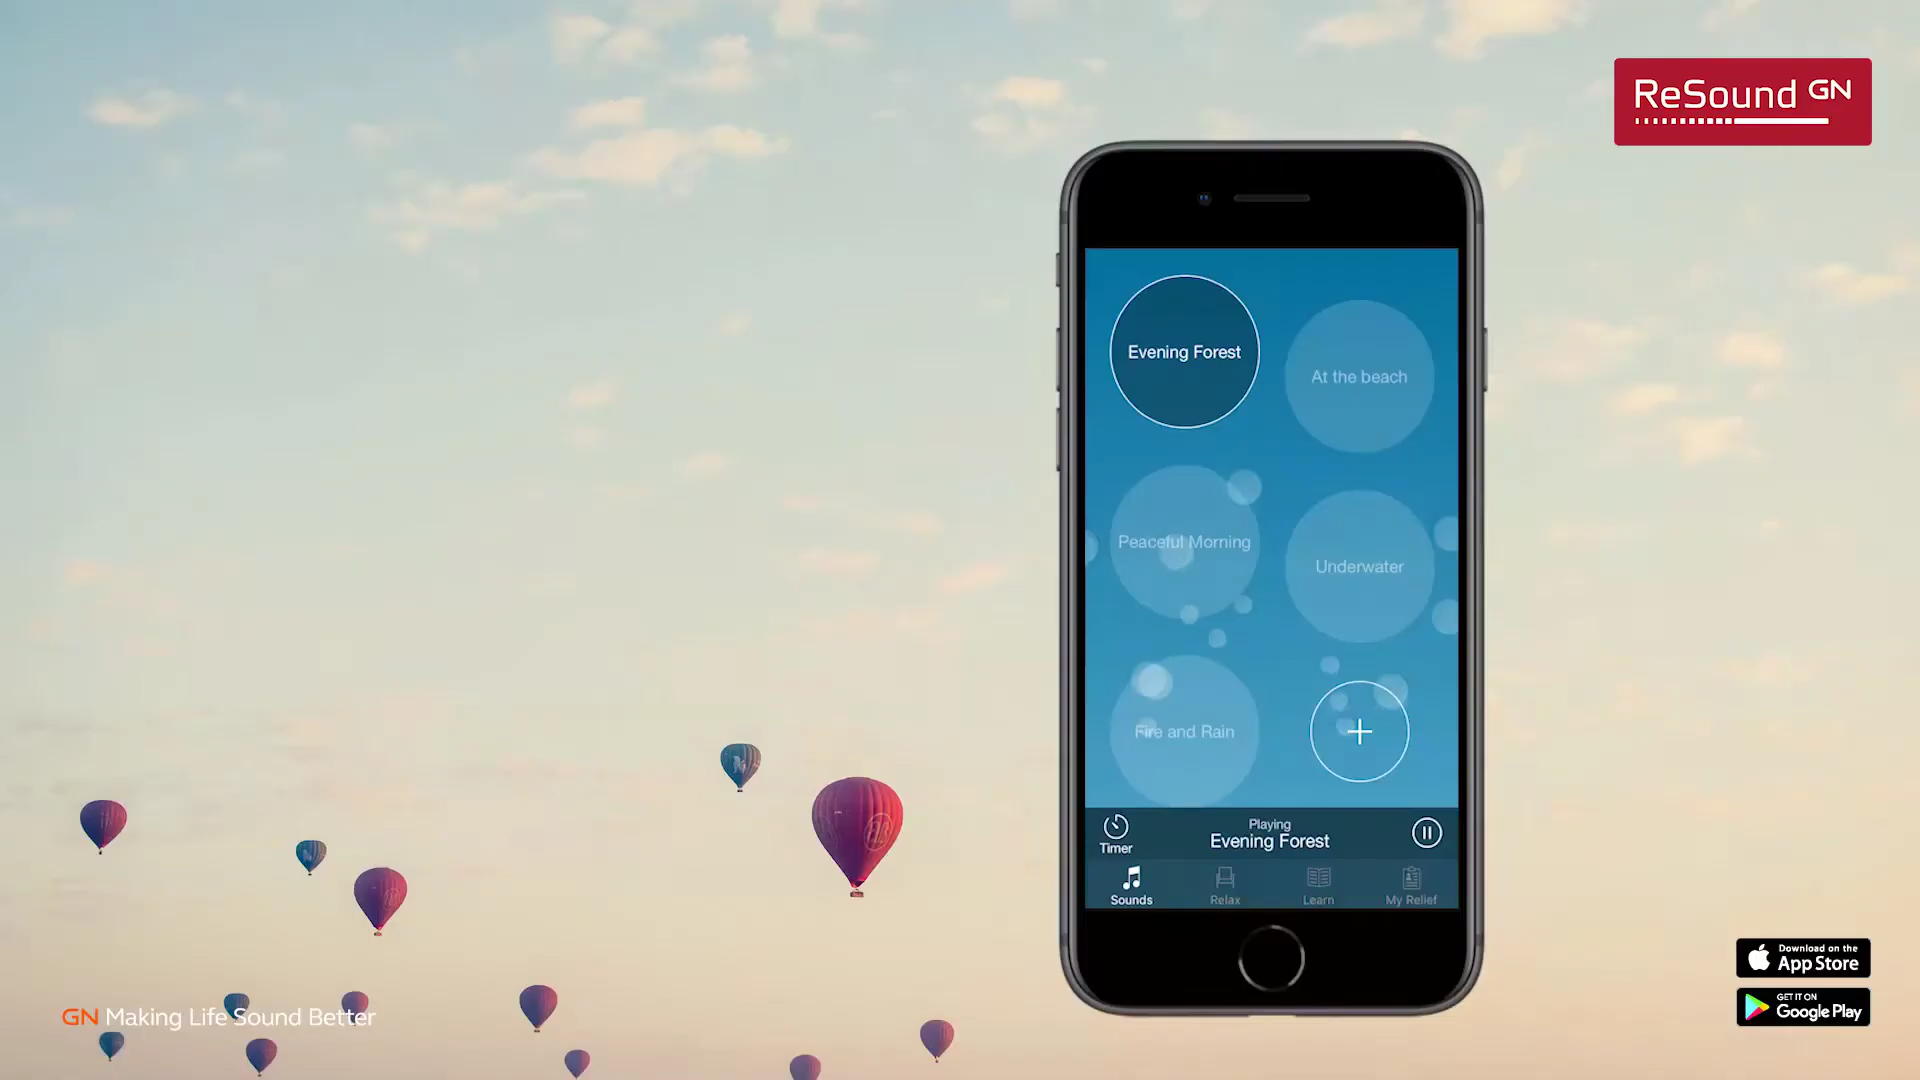 ReSound GN
Evening Forest
At the beach
Peaceful Morning
Underwater
Fire and Rain
Timer
Playing
Evening Forest
Sounds
Relax
Learn
My Relief
Download on the
App Store
GET IT ON
Google Play
GN Making Life Sound Better